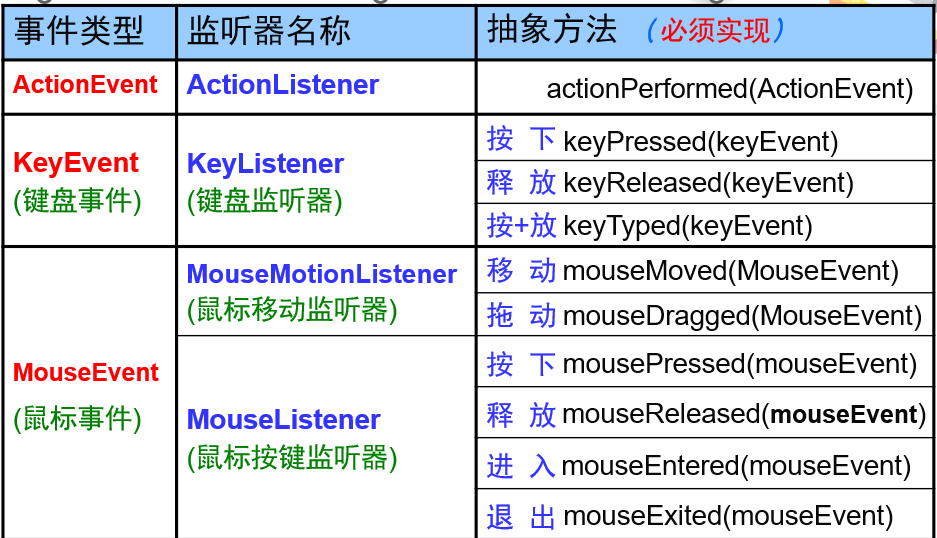 事件类型 监听器名称 抽象方法 （必须实现）
ActionEvent ActionListener actionPerformed(ActionEvent)
KeyEvent
(键盘事件)
KeyListener
(键盘监听器)
按 下 keyPressed(keyEvent)
释 放 keyReleased(keyEvent)
按+放 keyTyped(keyEvent)
MouseEvent
(鼠标事件)
MouseMotionListener
(鼠标移动监听器)
移 动 mouseMoved(MouseEvent)
拖 动 mouseDragged(MouseEvent)
MouseListener
(鼠标按键监听器)
按 下 mousePressed(mouseEvent)
释 放 mouseReleased(mouseEvent)
进 入 mouseEntered(mouseEvent)
退 出 mouseExited(mouseEvent)